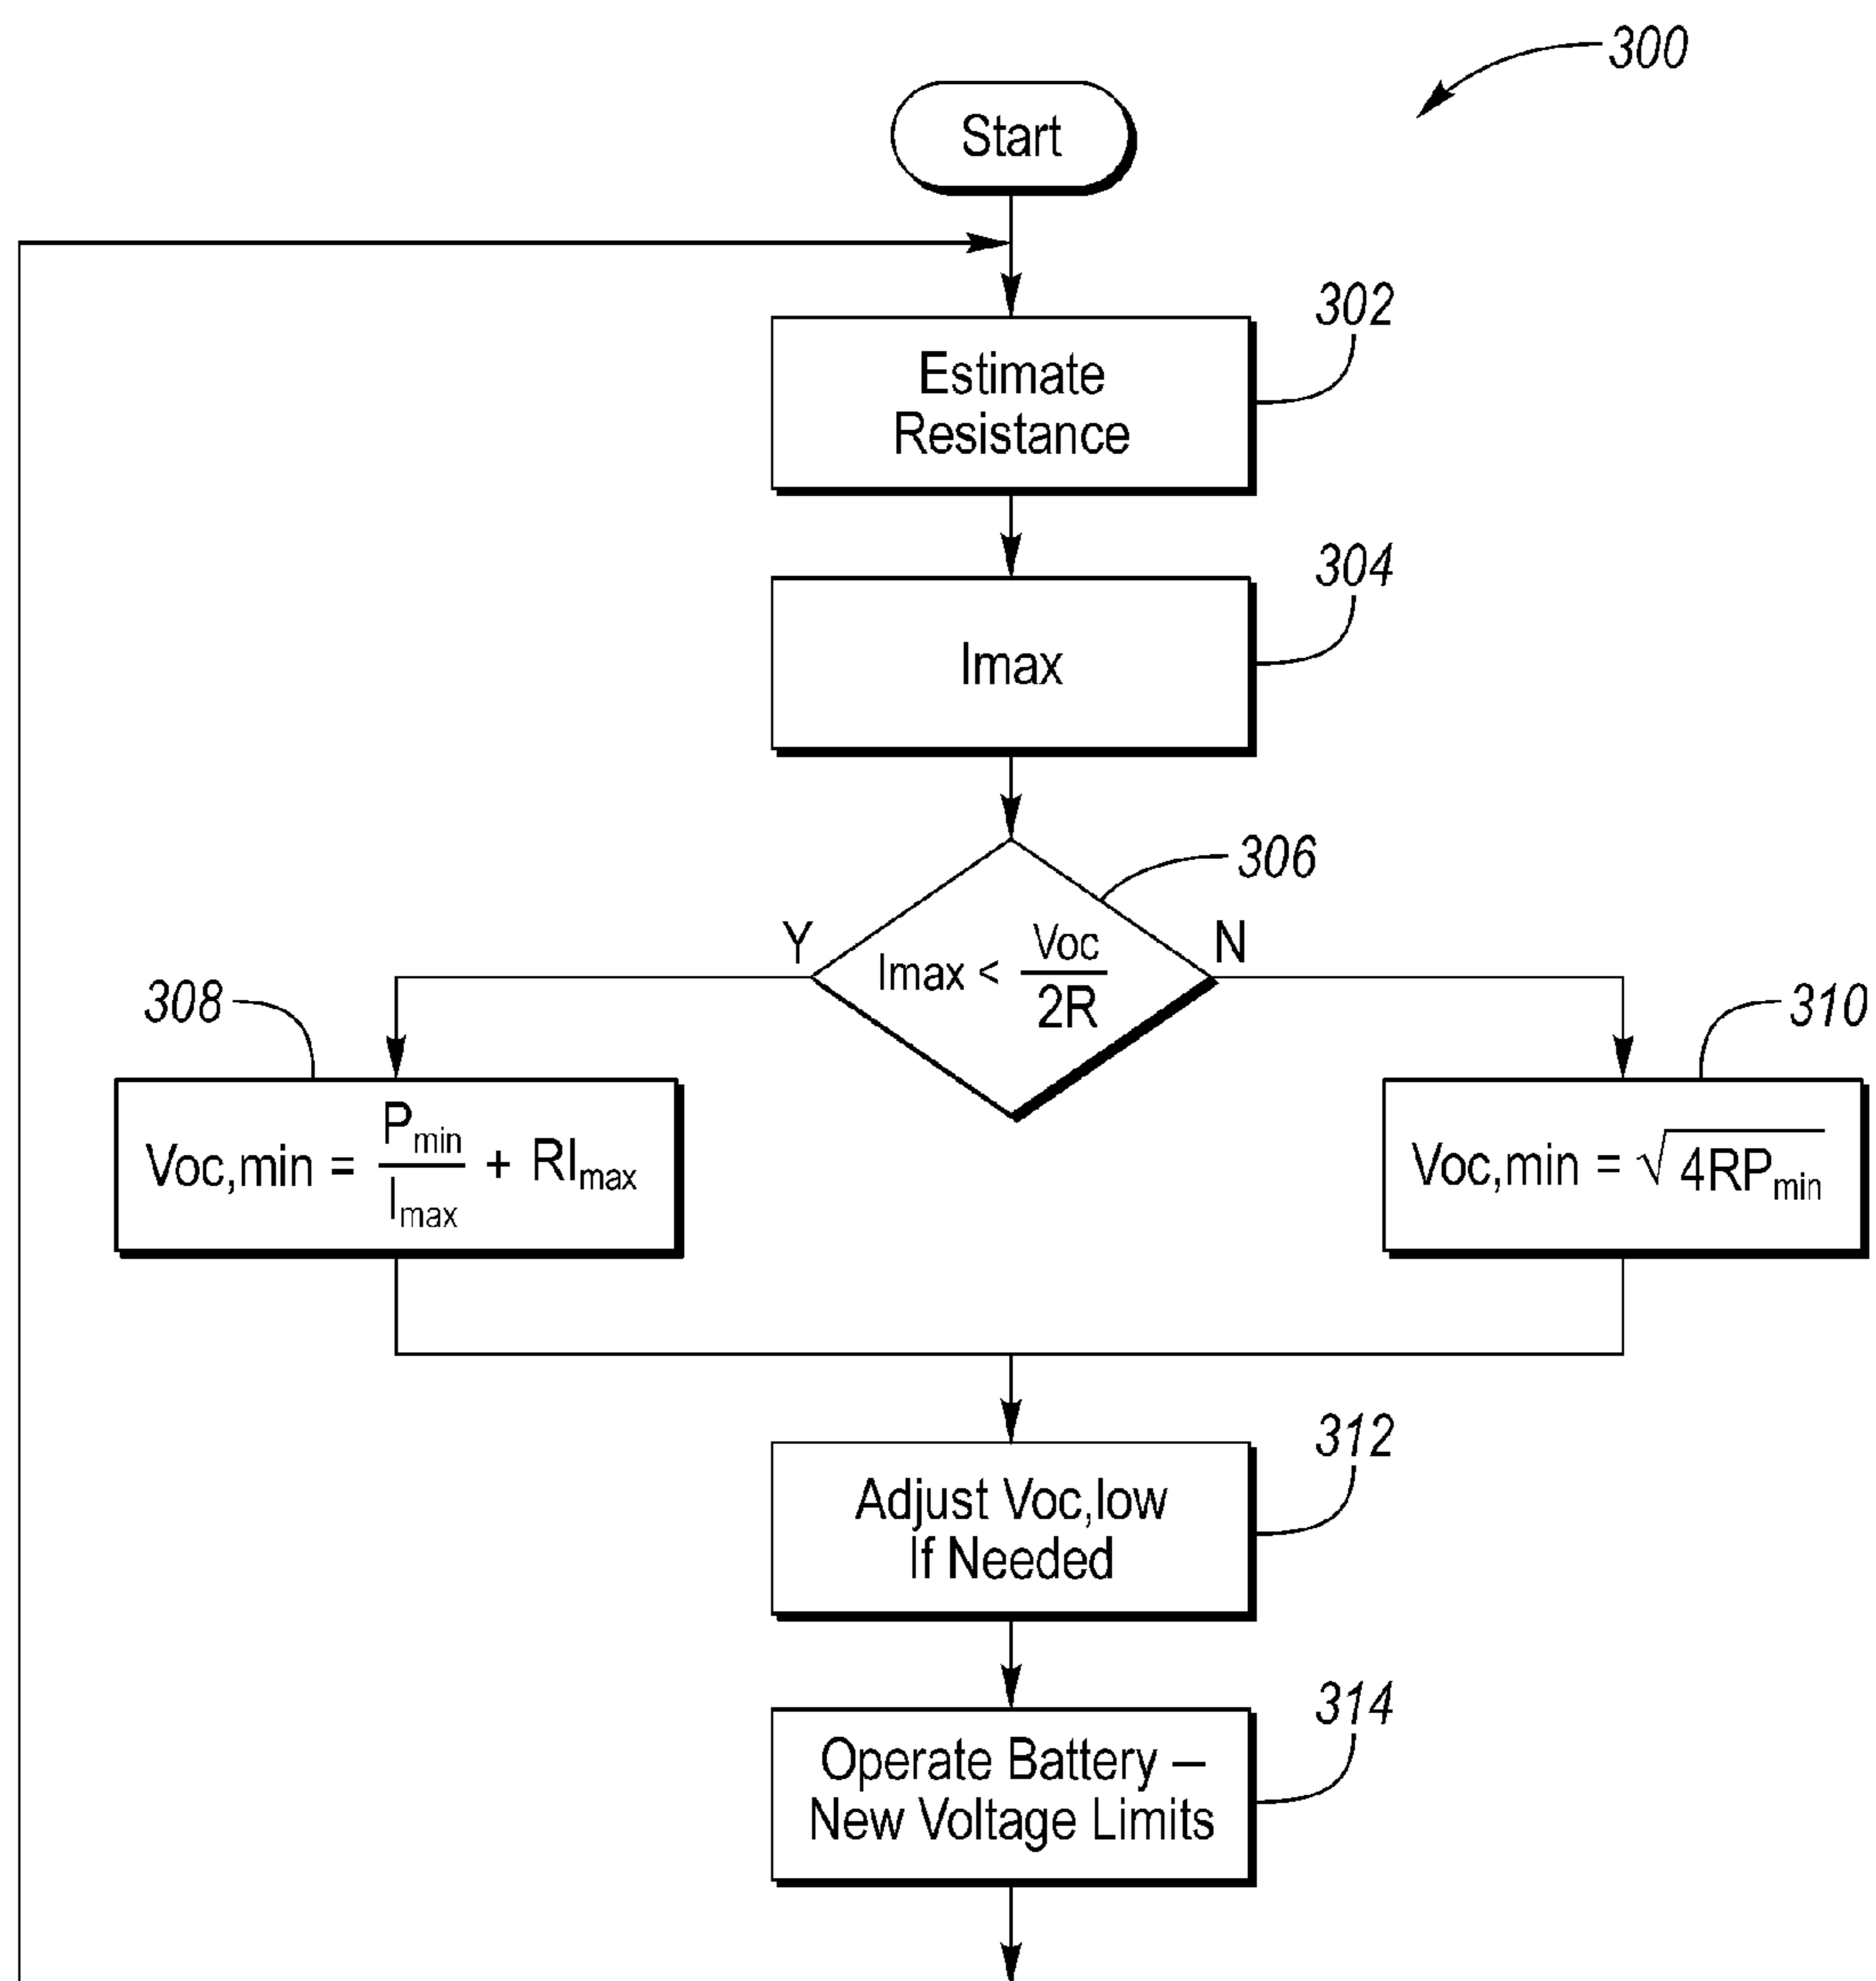 300
Start
302
Estimate
Resistance
304
Imax
306
Y
Imax < Voc / 2R
N
308
Voc,min = Pmin / Imax + RImax
310
Voc,min = √4RPmin
312
Adjust Voc,low
If Needed
314
Operate Battery —
New Voltage Limits